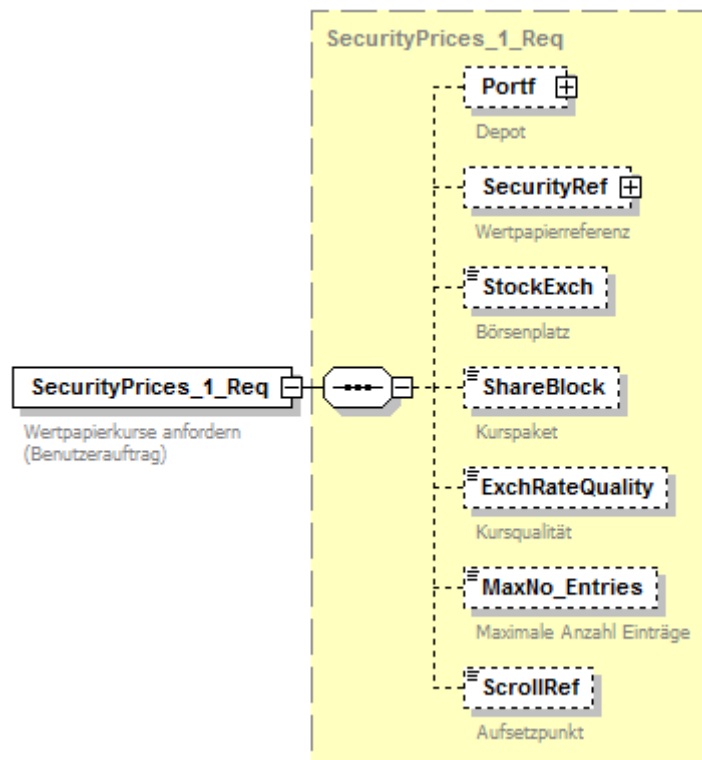 SecurityPrices_1_Req
Portf
Depot
SecurityRef
Wertpapierreferenz
StockExch
Börsenplatz
SecurityPrices_1_Req
Wertpapierkurse anfordern
(Benutzerauftrag)
ShareBlock
Kurspaket
ExchRateQuality
Kursqualität
MaxNo_Entries
Maximale Anzahl Einträge
ScrollRef
Aufsetzpunkt